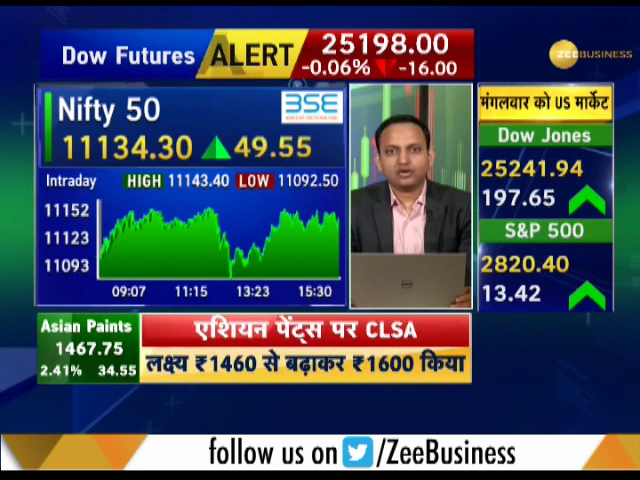 Dow Futures
ALERT
25198.00
-0.06% -16.00
ZEE BUSINESS
Nifty 50
BSE
11134.30 49.55
Intraday HIGH 11143.40 LOW 11092.50
11152
11123
11093
09:07 11:15 13:23 15:30
DELL
मंगलवार को US मार्केट
Dow Jones
25241.94
197.65
S&P 500
2820.40
13.42
Asian Paints
1467.75
2.41% 34.55
एशियन पेंट्स पर CLSA
लक्ष्य ₹1460 से बढ़ाकर ₹1600 किया
follow us on /ZeeBusiness